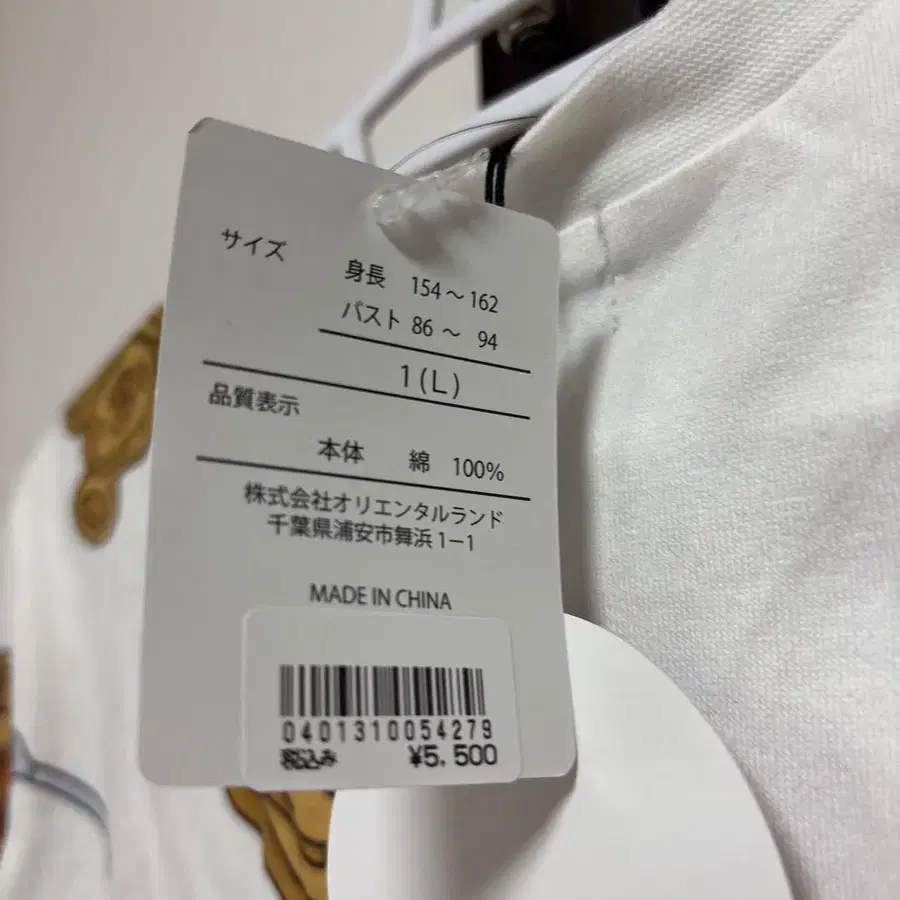 サイズ
身長 154～162
バスト 86～ 94
1(L)
品質表示
本体 綿 100%
株式会社オリエンタルランド
千葉県浦安市舞浜1-1
MADE IN CHINA
0401310054279
税込み ¥5,500